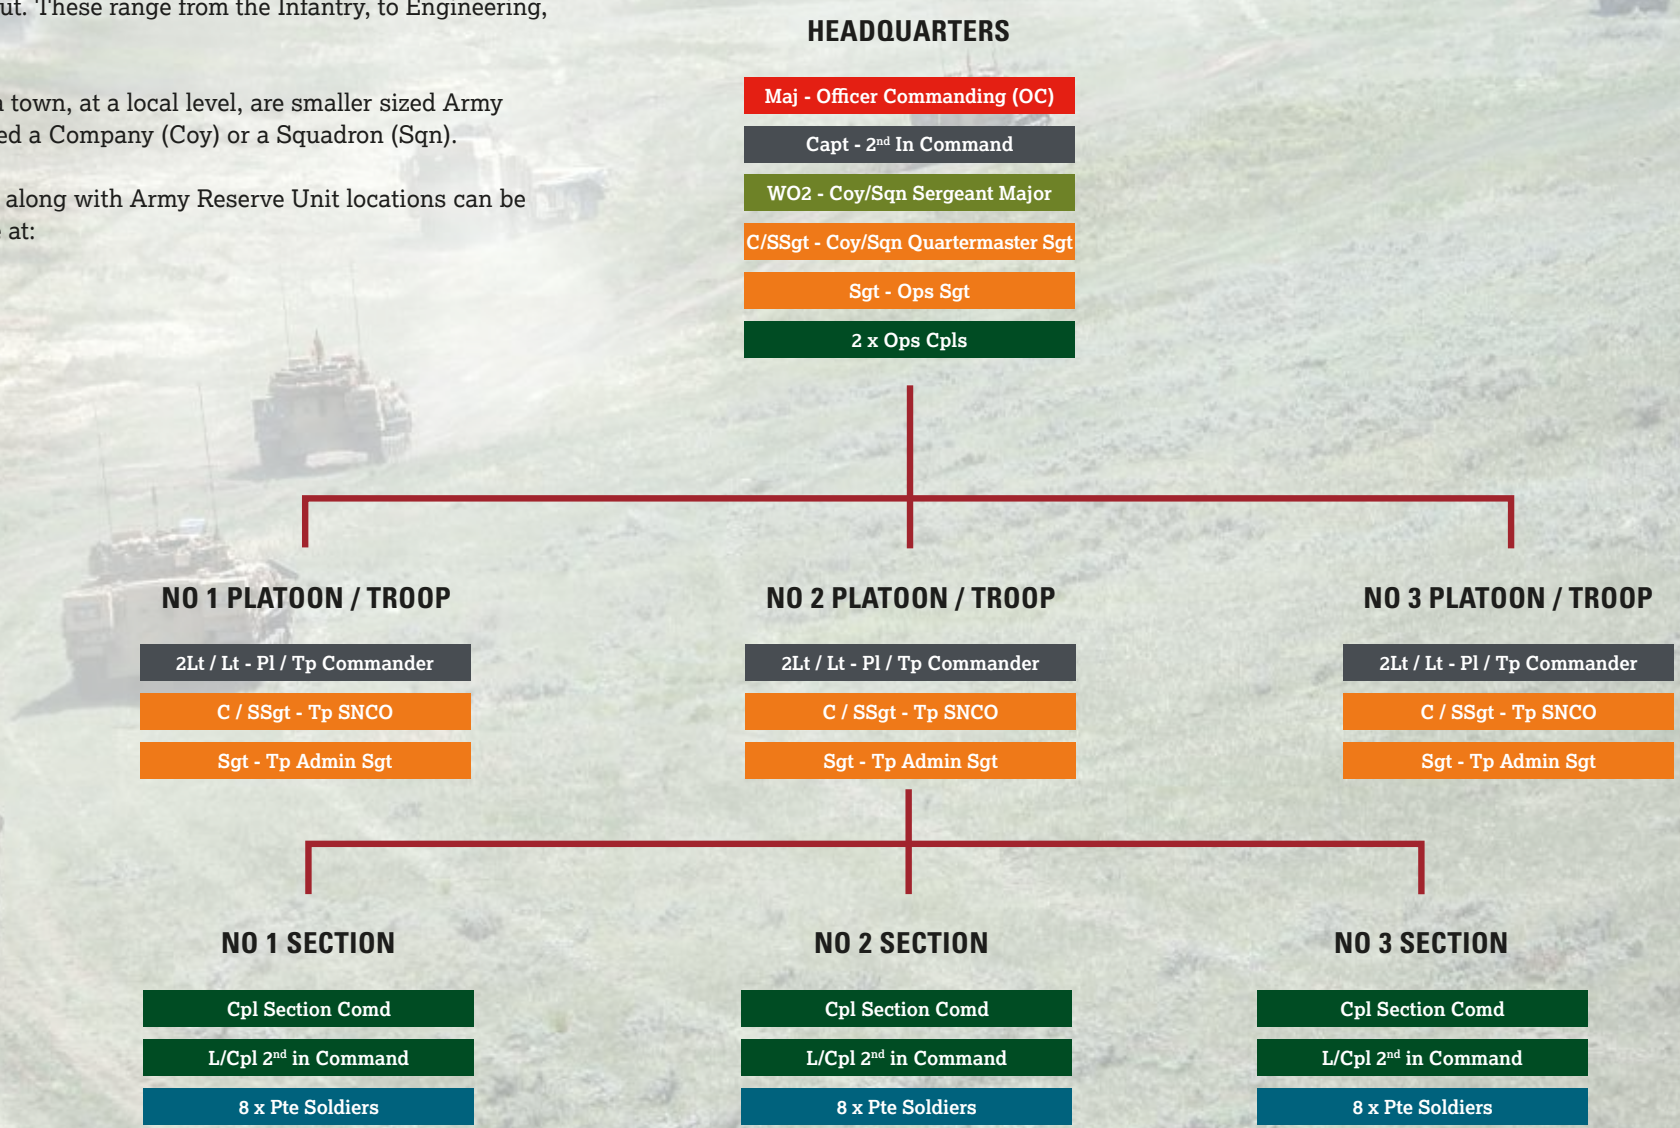 ut. These range from the Infantry, to Engineering,
town, at a local level, are smaller sized Army
ed a Company (Coy) or a Squadron (Sqn).
along with Army Reserve Unit locations can be
at:
HEADQUARTERS
Maj - Officer Commanding (OC)
Capt - 2nd In Command
WO2 - Coy/Sqn Sergeant Major
C/SSgt - Coy/Sqn Quartermaster Sgt
Sgt - Ops Sgt
2 x Ops Cpls
NO 1 PLATOON / TROOP
2Lt / Lt - Pl / Tp Commander
C / SSgt - Tp SNCO
Sgt - Tp Admin Sgt
NO 2 PLATOON / TROOP
2Lt / Lt - Pl / Tp Commander
C / SSgt - Tp SNCO
Sgt - Tp Admin Sgt
NO 3 PLATOON / TROOP
2Lt / Lt - Pl / Tp Commander
C / SSgt - Tp SNCO
Sgt - Tp Admin Sgt
NO 1 SECTION
Cpl Section Comd
L/Cpl 2nd in Command
8 x Pte Soldiers
NO 2 SECTION
Cpl Section Comd
L/Cpl 2nd in Command
8 x Pte Soldiers
NO 3 SECTION
Cpl Section Comd
L/Cpl 2nd in Command
8 x Pte Soldiers